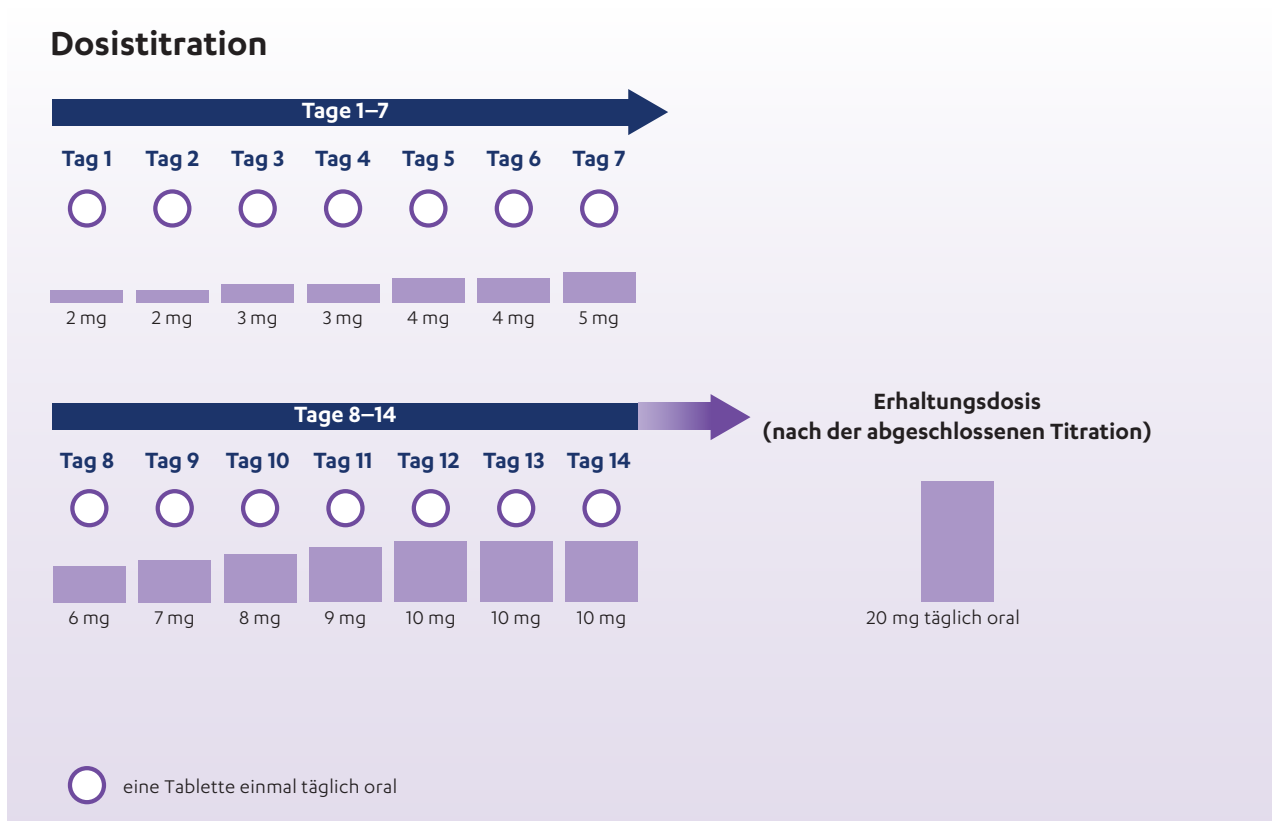 Dosistitration
Tage 1–7
Tag 1 Tag 2 Tag 3 Tag 4 Tag 5 Tag 6 Tag 7
2 mg 2 mg 3 mg 3 mg 4 mg 4 mg 5 mg
Tage 8–14
Erhaltungsdosis
(nach der abgeschlossenen Titration)
Tag 8 Tag 9 Tag 10 Tag 11 Tag 12 Tag 13 Tag 14
6 mg 7 mg 8 mg 9 mg 10 mg 10 mg 10 mg
20 mg täglich oral
eine Tablette einmal täglich oral